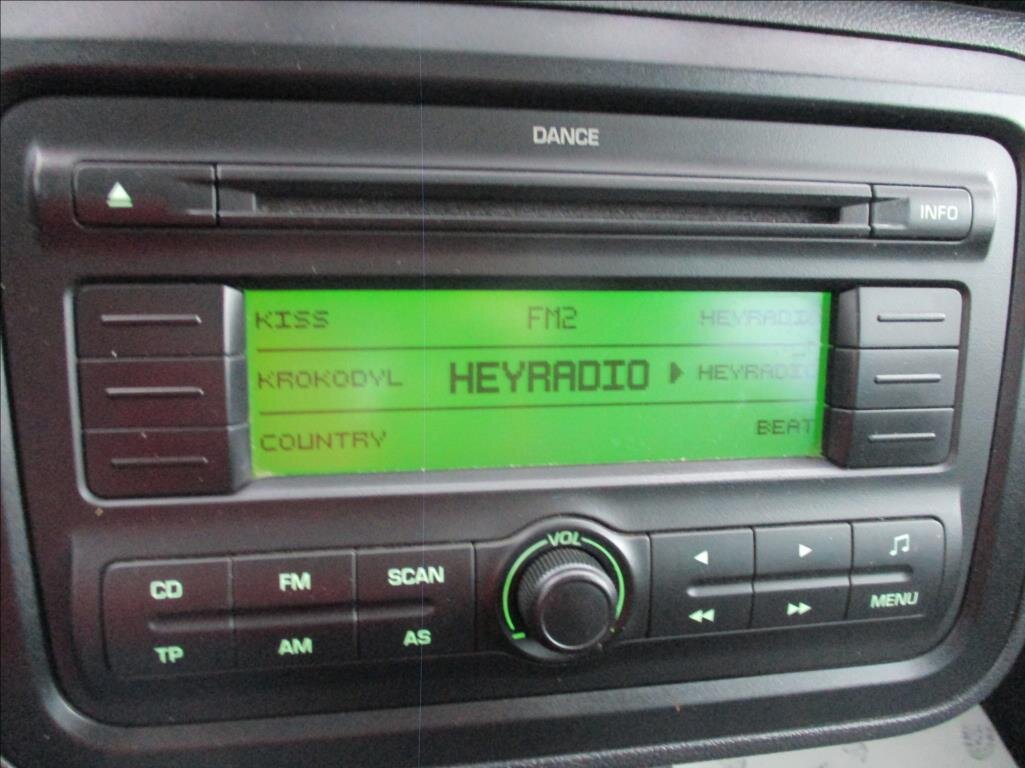 DANCE
INFO
KISS FM2 HEYRADIO
KROKODYL HEYRADIO HEYRADIO
COUNTRY BEAT
VOL
CD FM SCAN
TP AM AS
MENU